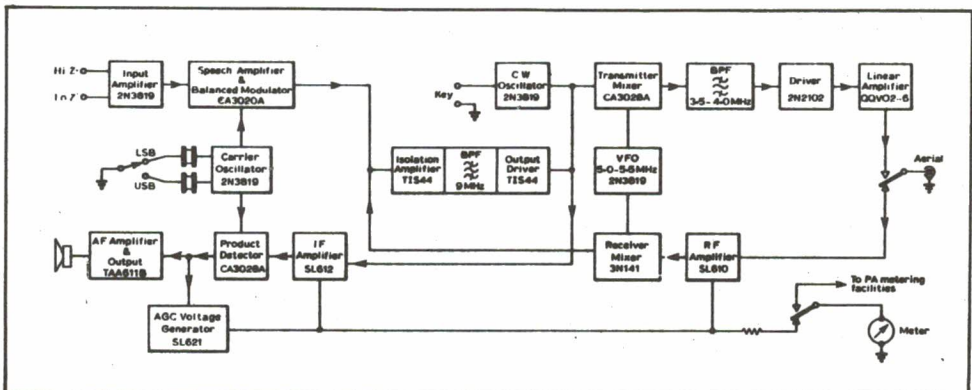 Hi Z
Input
Amplifier
2N3819
Speech Amplifier
&
Balanced Modulator
CA3020A
LSB
USB
Carrier
Oscillator
2N3819
Key
CW
Oscillator
2N3819
Transmitter
Mixer
CA3028A
BPF
3·5-4·0MHz
Driver
2N2102
Linear
Amplifier
QQVO2-6
Isolation
Amplifier
TIS44
BPF
9MHz
Output
Driver
TIS44
VFO
5·0-5·5MHz
2N3819
Aerial
AF Amplifier
&
Output
TAA611B
Product
Detector
CA3028A
IF
Amplifier
SL612
Receiver
Mixer
3N141
RF
Amplifier
SL610
AGC Voltage
Generator
SL621
To PA metering
facilities
Meter